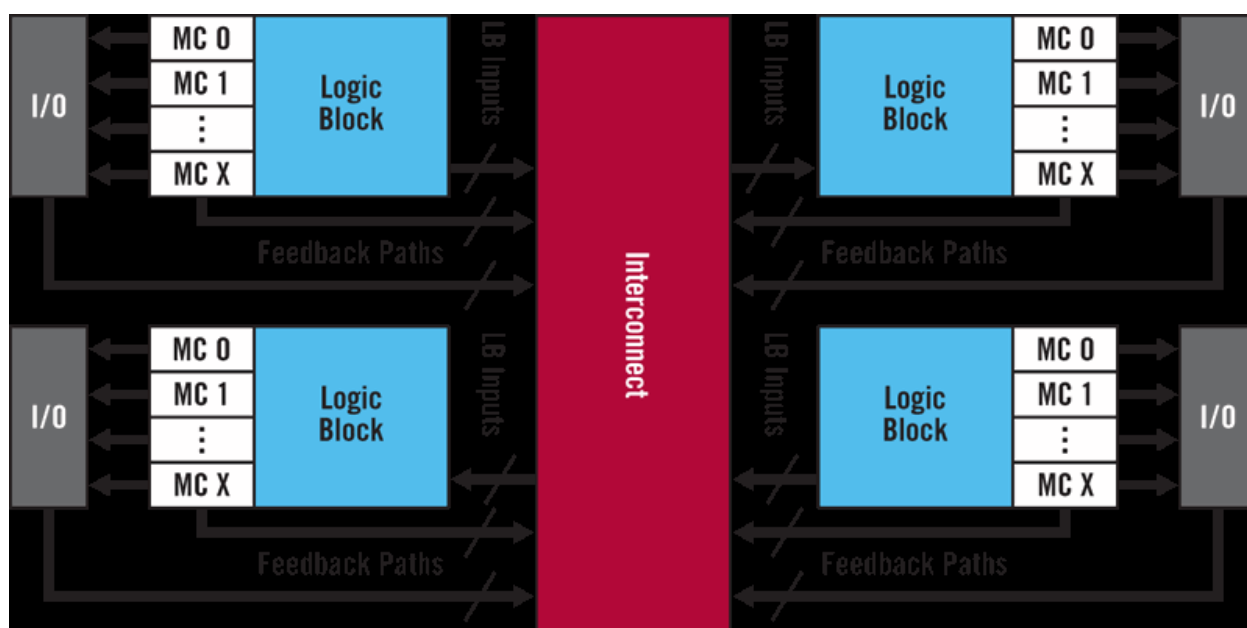 I/O
MC 0
MC 1
⋮
MC X
Logic
Block
LB Inputs
Feedback Paths
Interconnect
LB Inputs
Logic
Block
MC 0
MC 1
⋮
MC X
I/O
Feedback Paths
I/O
MC 0
MC 1
⋮
MC X
Logic
Block
LB Inputs
Feedback Paths
LB Inputs
Logic
Block
MC 0
MC 1
⋮
MC X
I/O
Feedback Paths